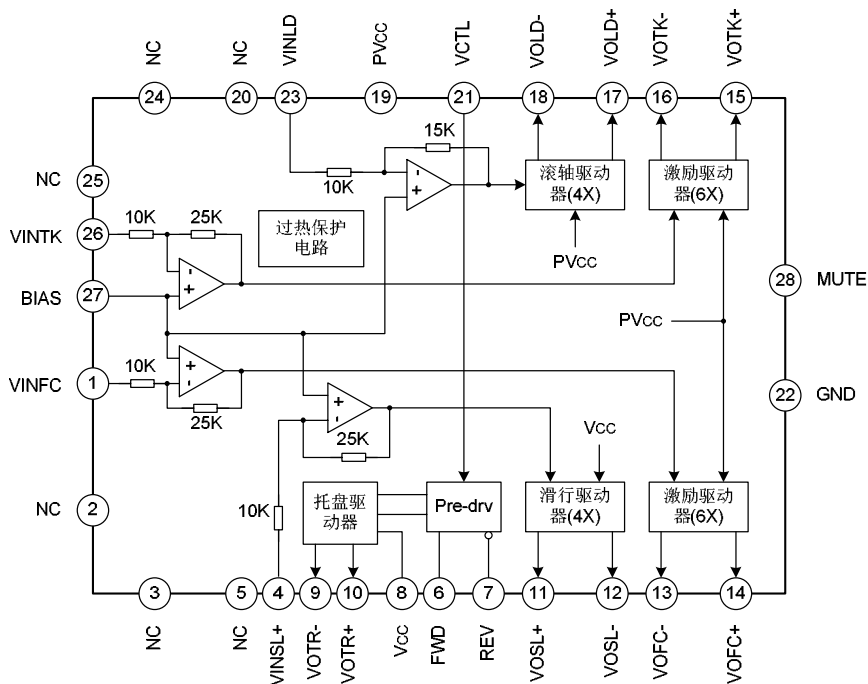 NC
NC
VINLD
PVCC
VCTL
VOLD-
VOLD+
VOTK-
VOTK+
24
20
23
19
21
18
17
16
15
15K
10K
-
+
滚轴驱动
器(4X)
激励驱动
器(6X)
NC
25
10K
25K
VINTK
26
过热保护
电路
PVCC
-
+
BIAS
27
28
MUTE
PVCC
10K
+
-
VINFC
1
25K
+
-
22
GND
25K
VCC
NC
2
10K
托盘驱
动器
Pre-drv
滑行驱动
器(4X)
激励驱动
器(6X)
3
5
4
9
10
8
6
7
11
12
13
14
NC
NC
VINSL+
VOTR-
VOTR+
VCC
FWD
REV
VOSL+
VOSL-
VOFC-
VOFC+